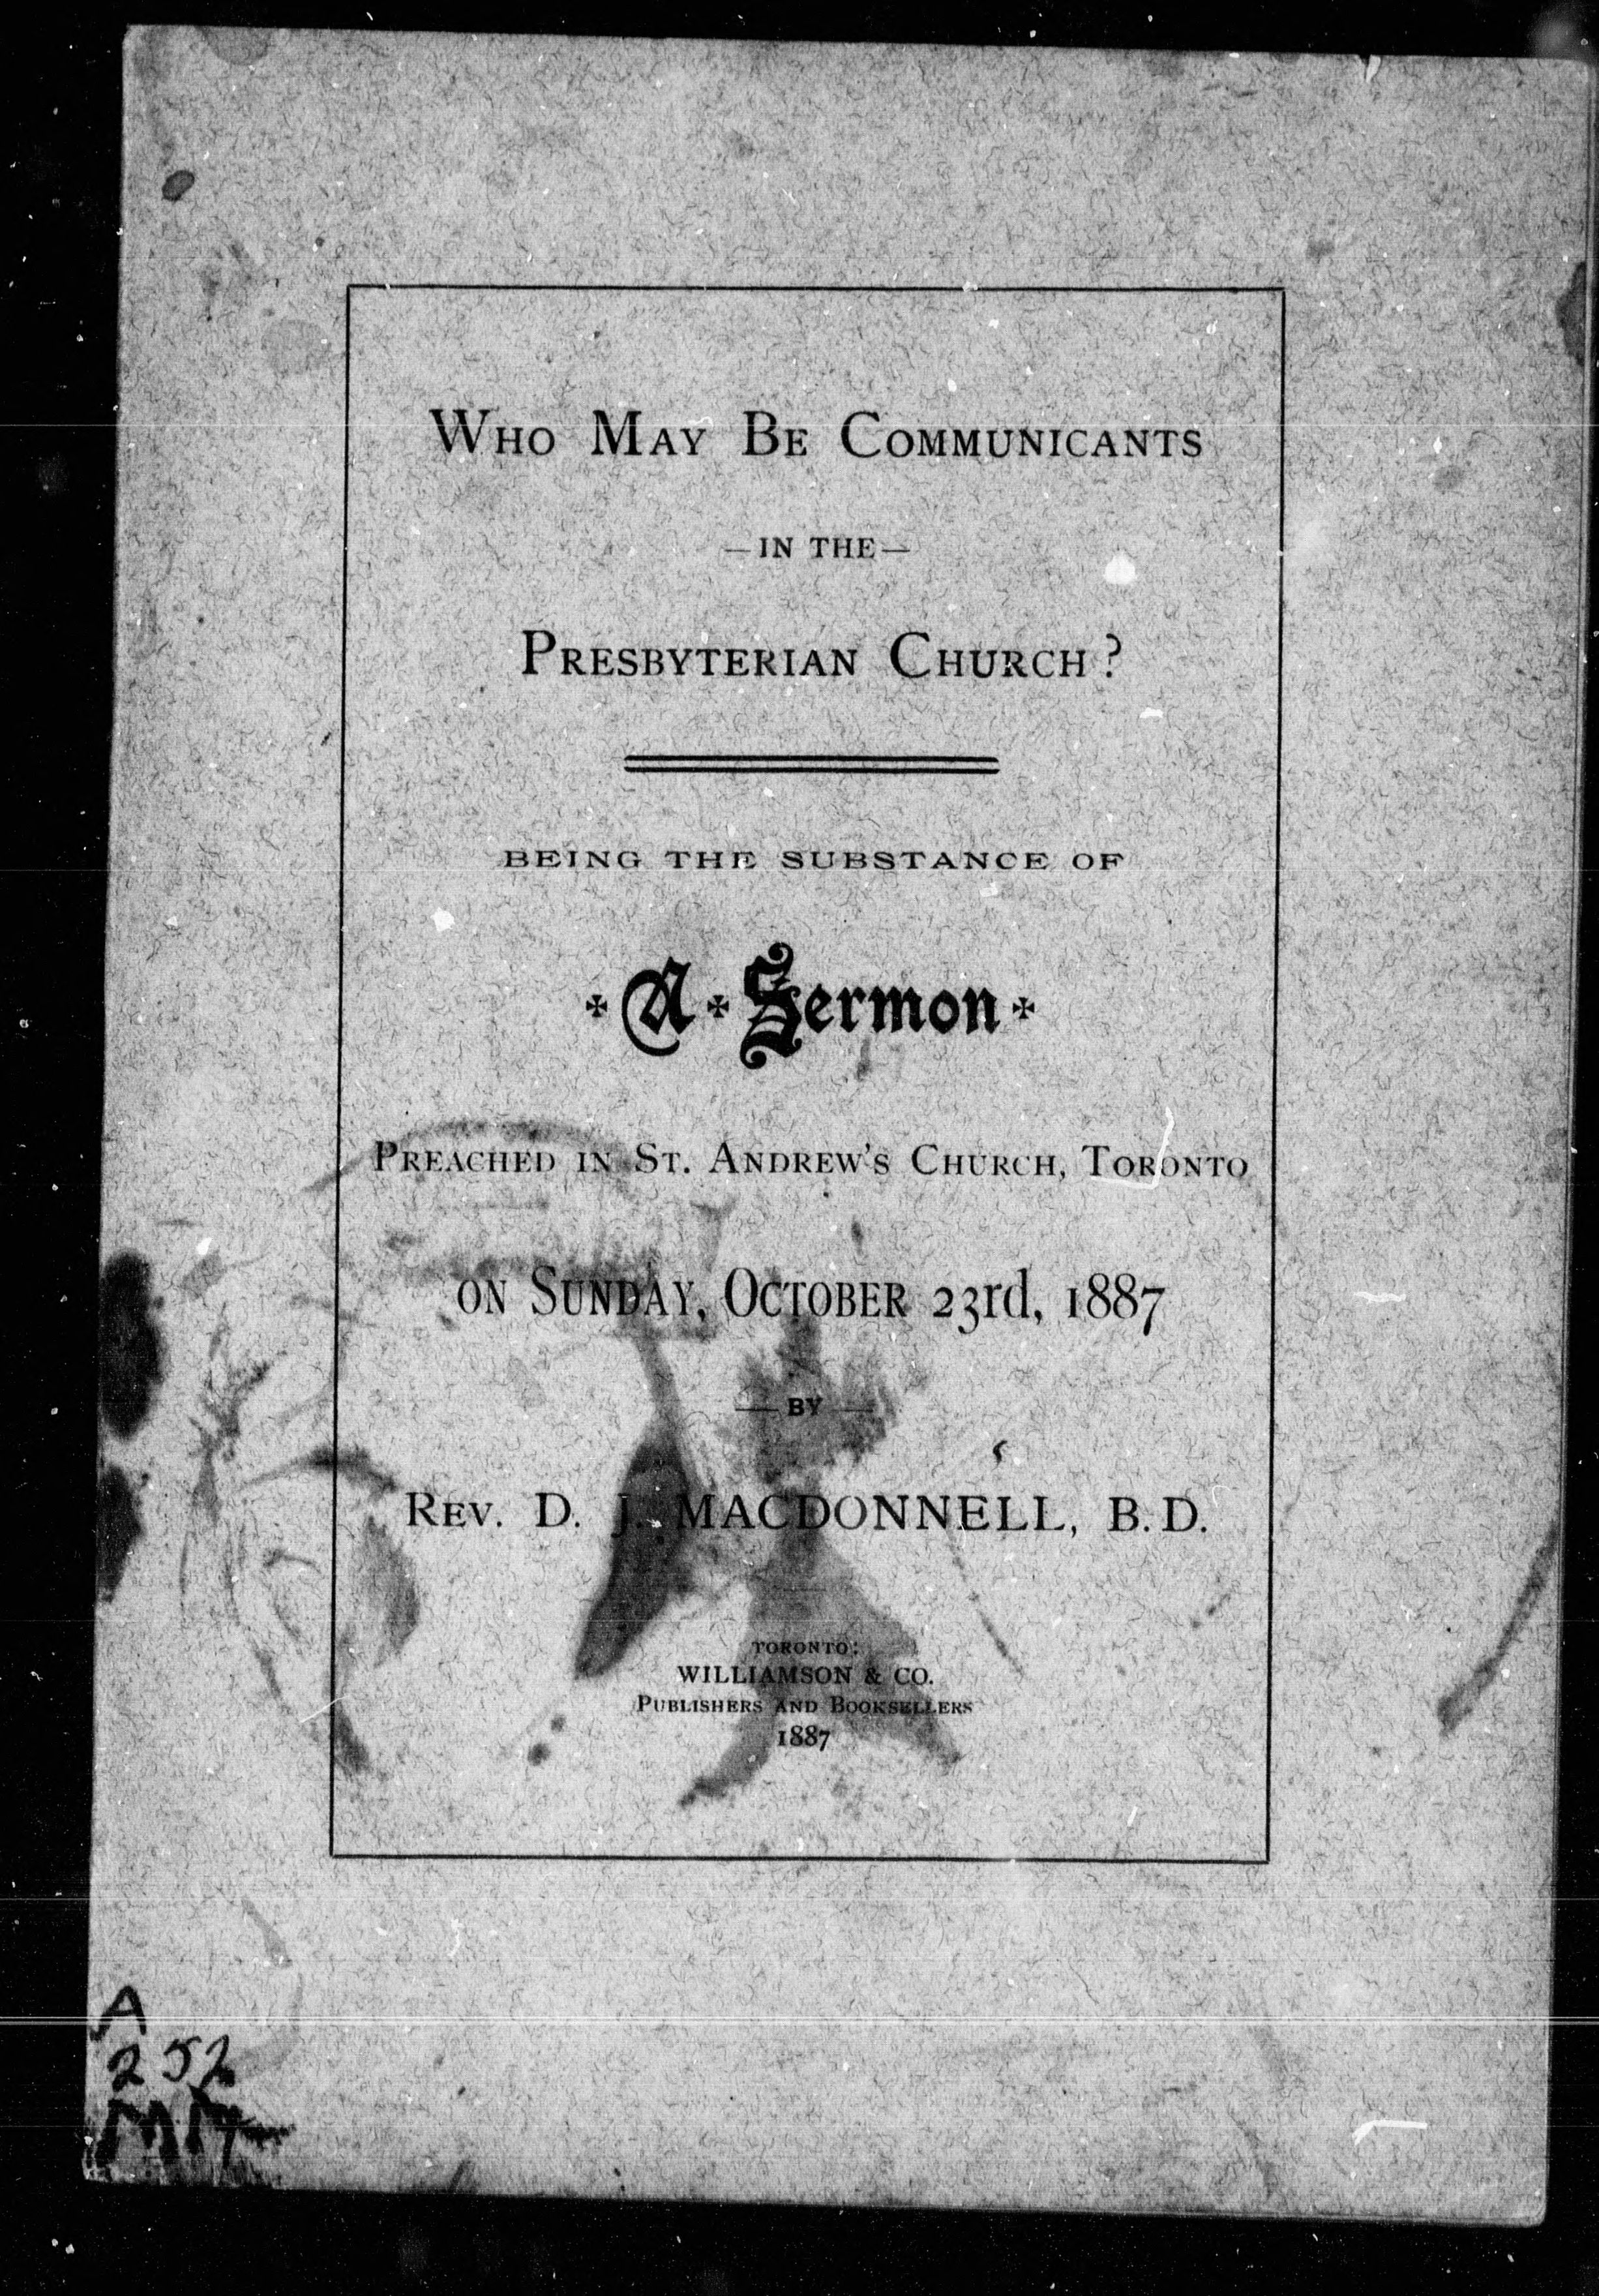 WHO MAY BE COMMUNICANTS
—IN THE—
PRESBYTERIAN CHURCH?
BEING THE SUBSTANCE OF
A Sermon
PREACHED IN ST. ANDREW'S CHURCH, TORONTO
ON SUNDAY, OCTOBER 23rd, 1887
— BY —
REV. D. J. MACDONNELL, B.D.
TORONTO:
WILLIAMSON & CO.
PUBLISHERS AND BOOKSELLERS
1887
A
252
M17